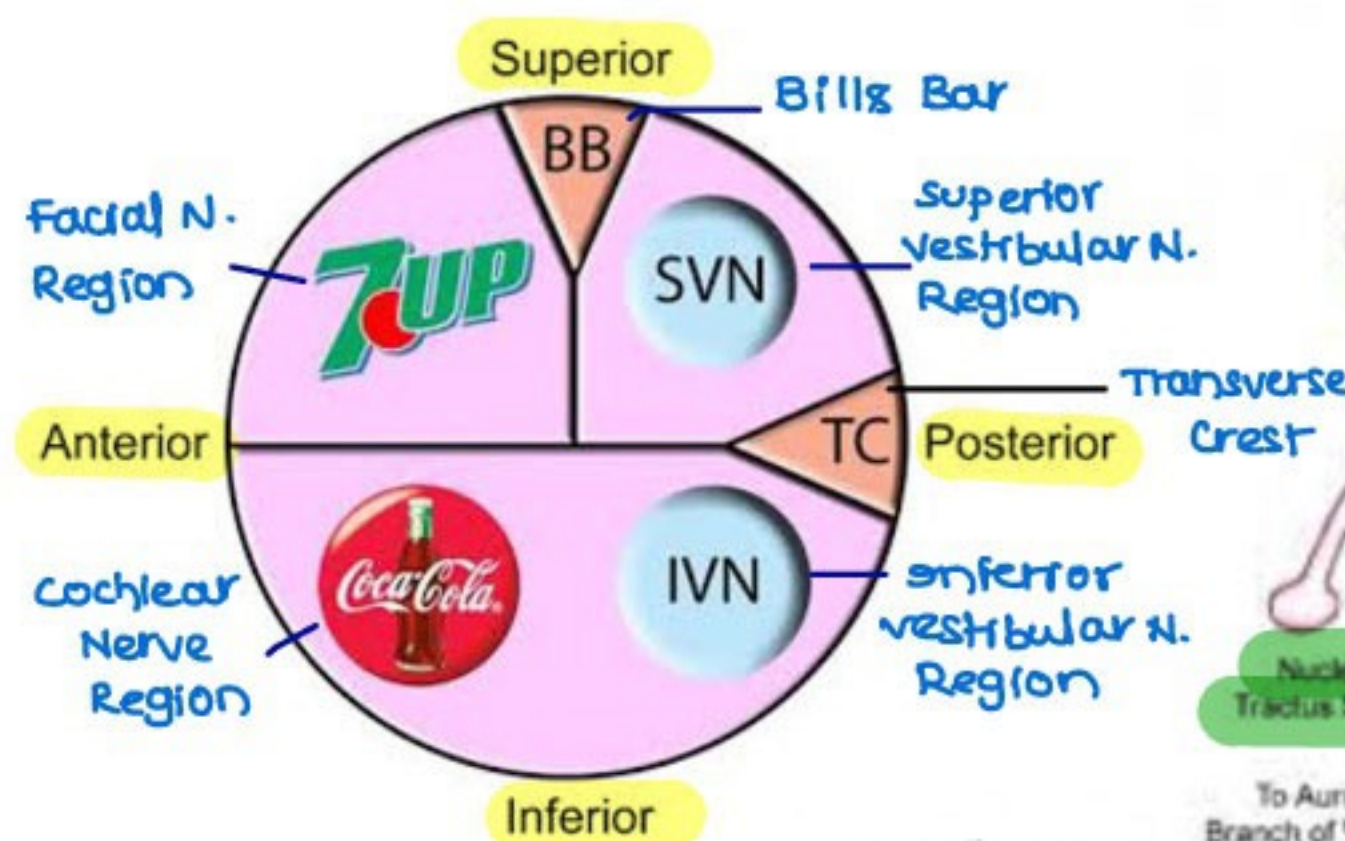 Superior
BB
Bills Bar
Facial N.
Region
7UP
SVN
Superior
vestibular N.
Region
Anterior
TC
Posterior
Transverse
Crest
Cochlear
Nerve
Region
Coca-Cola
IVN
Inferior
vestibular N.
Region
Inferior
Tractus
To
Branch of